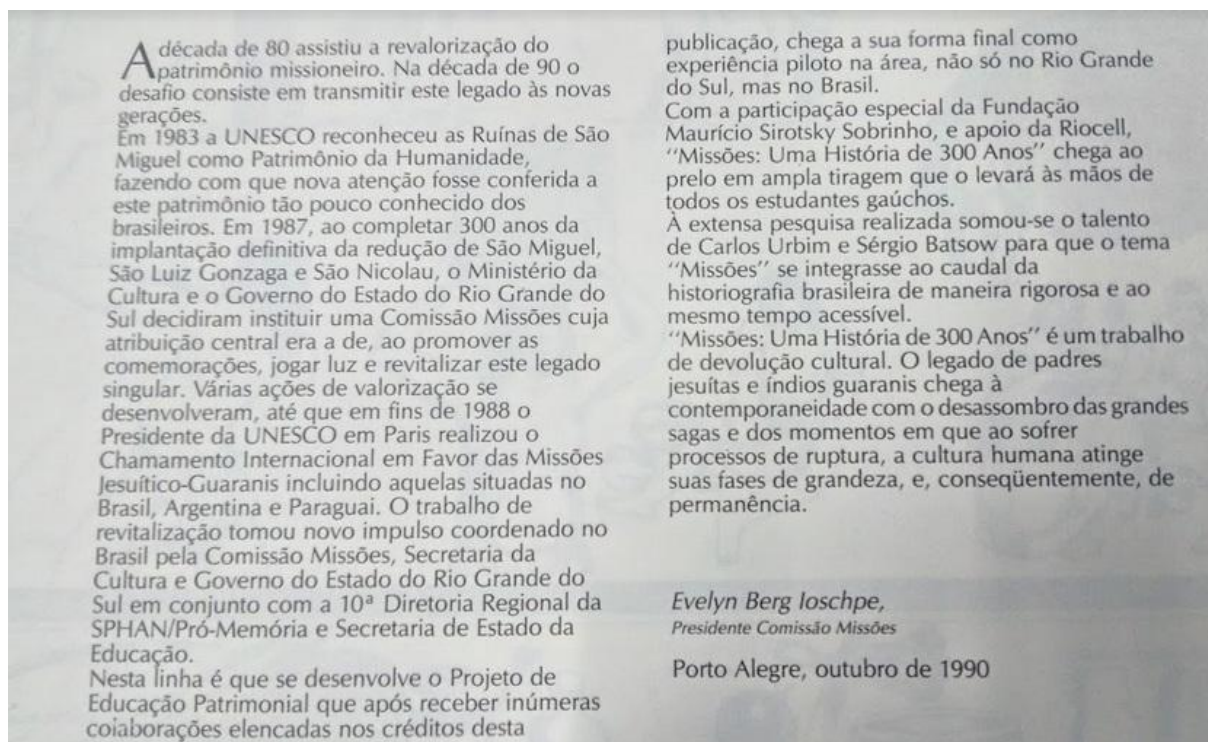 A década de 80 assistiu a revalorização do
patrimônio missioneiro. Na década de 90 o
desafio consiste em transmitir este legado às novas
gerações.
Em 1983 a UNESCO reconheceu as Ruínas de São
Miguel como Patrimônio da Humanidade,
fazendo com que nova atenção fosse conferida a
este patrimônio tão pouco conhecido dos
brasileiros. Em 1987, ao completar 300 anos da
implantação definitiva da redução de São Miguel,
São Luiz Gonzaga e São Nicolau, o Ministério da
Cultura e o Governo do Estado do Rio Grande do
Sul decidiram instituir uma Comissão Missões cuja
atribuição central era a de, ao promover as
comemorações, jogar luz e revitalizar este legado
singular. Várias ações de valorização se
desenvolveram, até que em fins de 1988 o
Presidente da UNESCO em Paris realizou o
Chamamento Internacional em Favor das Missões
Jesuítico-Guaranis incluindo aquelas situadas no
Brasil, Argentina e Paraguai. O trabalho de
revitalização tomou novo impulso coordenado no
Brasil pela Comissão Missões, Secretaria da
Cultura e Governo do Estado do Rio Grande do
Sul em conjunto com a 10ª Diretoria Regional da
SPHAN/Pró-Memória e Secretaria de Estado da
Educação.
Nesta linha é que se desenvolve o Projeto de
Educação Patrimonial que após receber inúmeras
colaborações elencadas nos créditos desta
publicação, chega a sua forma final como
experiência piloto na área, não só no Rio Grande
do Sul, mas no Brasil.
Com a participação especial da Fundação
Maurício Sirotsky Sobrinho, e apoio da Riocell,
"Missões: Uma História de 300 Anos" chega ao
prelo em ampla tiragem que o levará às mãos de
todos os estudantes gaúchos.
À extensa pesquisa realizada somou-se o talento
de Carlos Urbim e Sérgio Batsow para que o tema
"Missões" se integrasse ao caudal da
historiografia brasileira de maneira rigorosa e ao
mesmo tempo acessível.
"Missões: Uma História de 300 Anos" é um trabalho
de devolução cultural. O legado de padres
jesuítas e índios guaranis chega à
contemporaneidade com o desassombro das grandes
sagas e dos momentos em que ao sofrer
processos de ruptura, a cultura humana atinge
suas fases de grandeza, e, conseqüentemente, de
permanência.
Evelyn Berg Ioschpe,
Presidente Comissão Missões
Porto Alegre, outubro de 1990